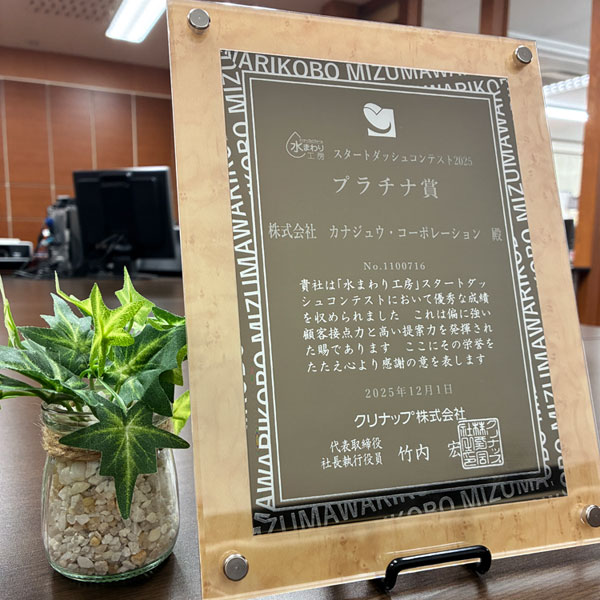 WARIKOBO MIZUMAWARIKOBO MIZUMAWARIKOBO
水まわり工房
スタートダッシュコンテスト2025
プラチナ賞
株式会社 カナジュウ・コーポレーション 殿
No.1100716
貴社は「水まわり工房」スタートダッ
シュコンテストにおいて優秀な成績
を収められました これは偏に強い
顧客接点力と高い提案力を発揮され
た賜であります ここにその栄誉を
たたえ心より感謝の意を表します
2025年12月1日
クリナップ株式会社
代表取締役
社長執行役員 竹内 宏